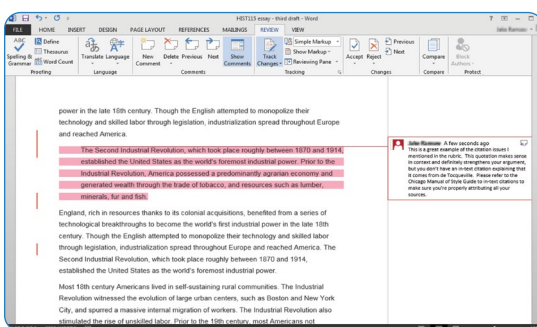 HIST115 essay - third draft - Word
FILE HOME INSERT DESIGN PAGE LAYOUT REFERENCES MAILINGS REVIEW VIEW
ABC Define Simple Markup Previous
Thesaurus Show Markup Next
Spelling & Grammar Word Count Translate Language New Comment Delete Previous Next Show Comments Track Changes Reviewing Pane Accept Reject Compare Block Authors
Proofing Language Comments Tracking Changes Compare Protect
power in the late 18th century. Though the English attempted to monopolize their
technology and skilled labor through legislation, industrialization spread throughout Europe
and reached America.
The Second Industrial Revolution, which took place roughly between 1870 and 1914,
established the United States as the world's foremost industrial power. Prior to the
Industrial Revolution, America possessed a predominantly agrarian economy and
generated wealth through the trade of tobacco, and resources such as lumber,
minerals, fur and fish.
A few seconds ago
This is a great example of the citation issues I
mentioned in the rubric. This quotation makes sense
in context and definitely strengthens your argument,
but you don't have an in-text citation explaining that
it comes from de Tocqueville. Please refer to the
Chicago Manual of Style Guide to in-text citations to
make sure you're properly attributing all your
sources.
England, rich in resources thanks to its colonial acquisitions, benefited from a series of
technological breakthroughs to become the world's first industrial power in the late 18th
century. Though the English attempted to monopolize their technology and skilled labor
through legislation, industrialization spread throughout Europe and reached America. The
Second Industrial Revolution, which took place roughly between 1870 and 1914,
established the United States as the world's foremost industrial power.
Most 18th century Americans lived in self-sustaining rural communities. The Industrial
Revolution witnessed the evolution of large urban centers, such as Boston and New York
City, and spurred a massive internal migration of workers. The Industrial Revolution also
stimulated the rise of unskilled labor. Prior to the 19th century, most Americans not